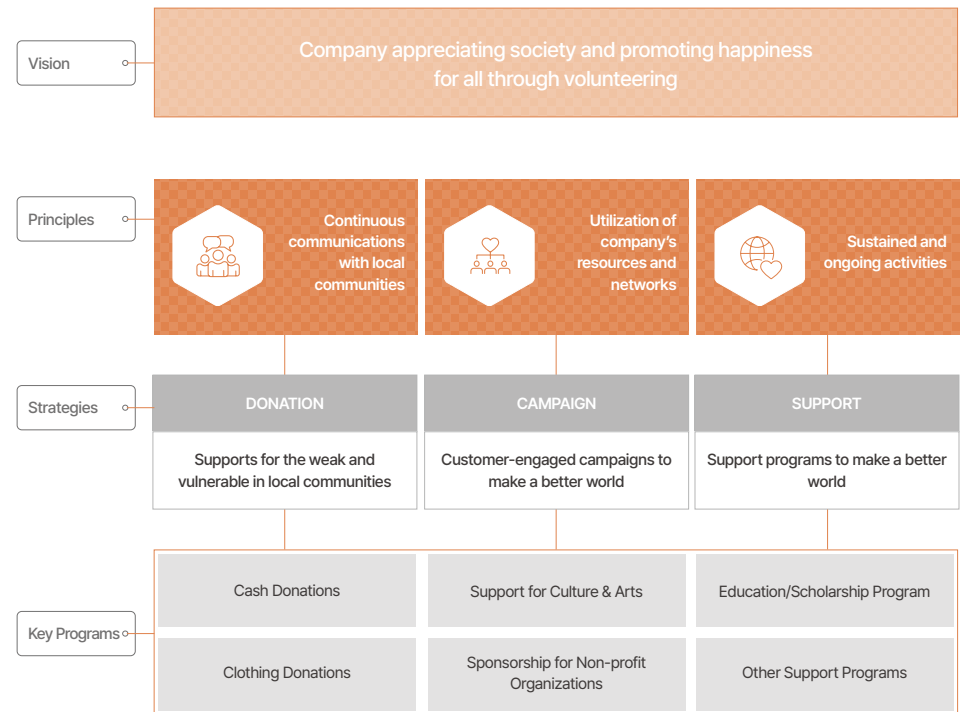 Vision
Company appreciating society and promoting happiness
for all through volunteering
Principles
Continuous
communications
with local
communities
Utilization of
company's
resources and
networks
Sustained and
ongoing activities
Strategies
DONATION
CAMPAIGN
SUPPORT
Supports for the weak and
vulnerable in local communities
Customer-engaged campaigns to
make a better world
Support programs to make a better
world
Key Programs
Cash Donations
Support for Culture & Arts
Education/Scholarship Program
Clothing Donations
Sponsorship for Non-profit
Organizations
Other Support Programs